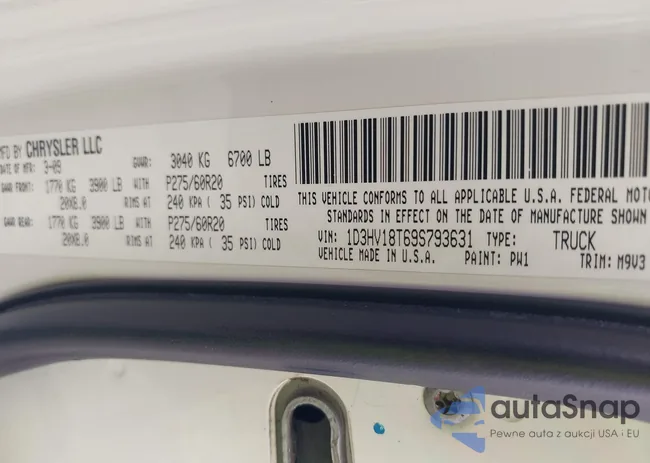 MFD BY CHRYSLER LLC
DATE OF MFR: 3-09
GVWR: 3040 KG 6700 LB
GAWR FRONT: 1770 KG 3900 LB WITH P275/60R20 TIRES
20X8.0 RIMS AT 240 KPA ( 35 PSI) COLD
GAWR REAR: 1770 KG 3900 LB WITH P275/60R20 TIRES
20X8.0 RIMS AT 240 KPA ( 35 PSI) COLD
THIS VEHICLE CONFORMS TO ALL APPLICABLE U.S.A. FEDERAL MOTO
STANDARDS IN EFFECT ON THE DATE OF MANUFACTURE SHOWN
VIN: 1D3HV18T69S793631 TYPE: TRUCK
VEHICLE MADE IN U.S.A. PAINT: PW1 TRIM: M9V3
autaSnap
Pewne auta z aukcji USA i EU